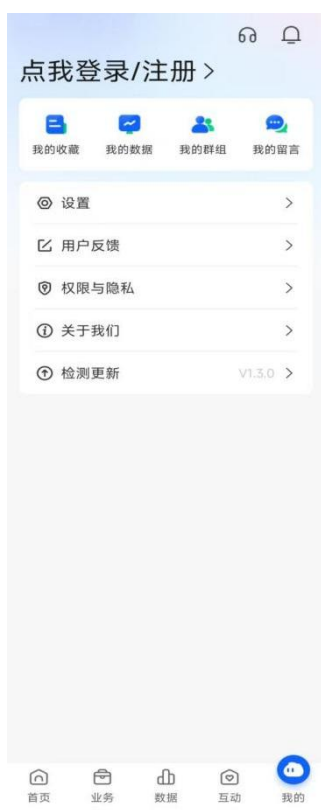 点我登录/注册
我的收藏 我的数据 我的群组 我的留言
设置
用户反馈
权限与隐私
关于我们
检测更新 V1.3.0
首页 业务 数据 互动 我的